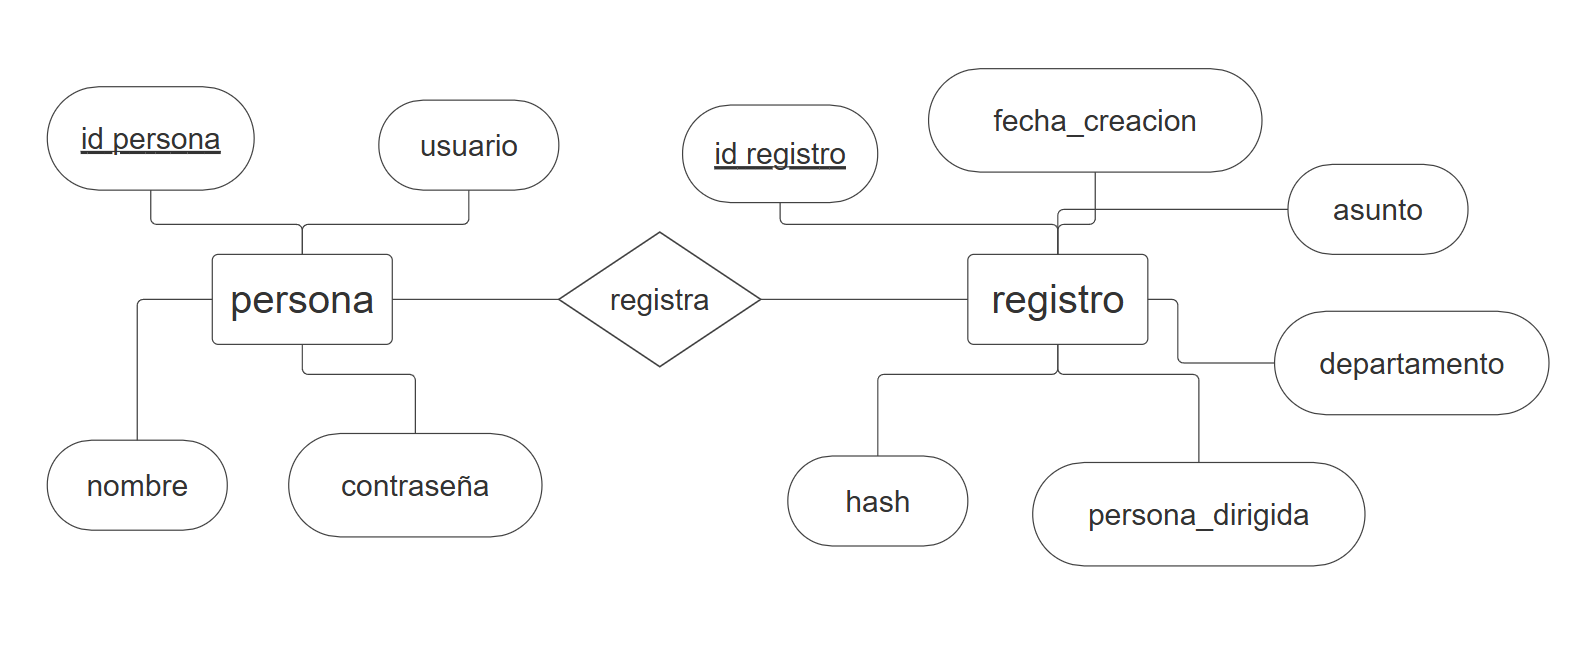 fecha_creacion
id persona
usuario
id registro
asunto
persona
registra
registro
departamento
nombre
contraseña
hash
persona_dirigida